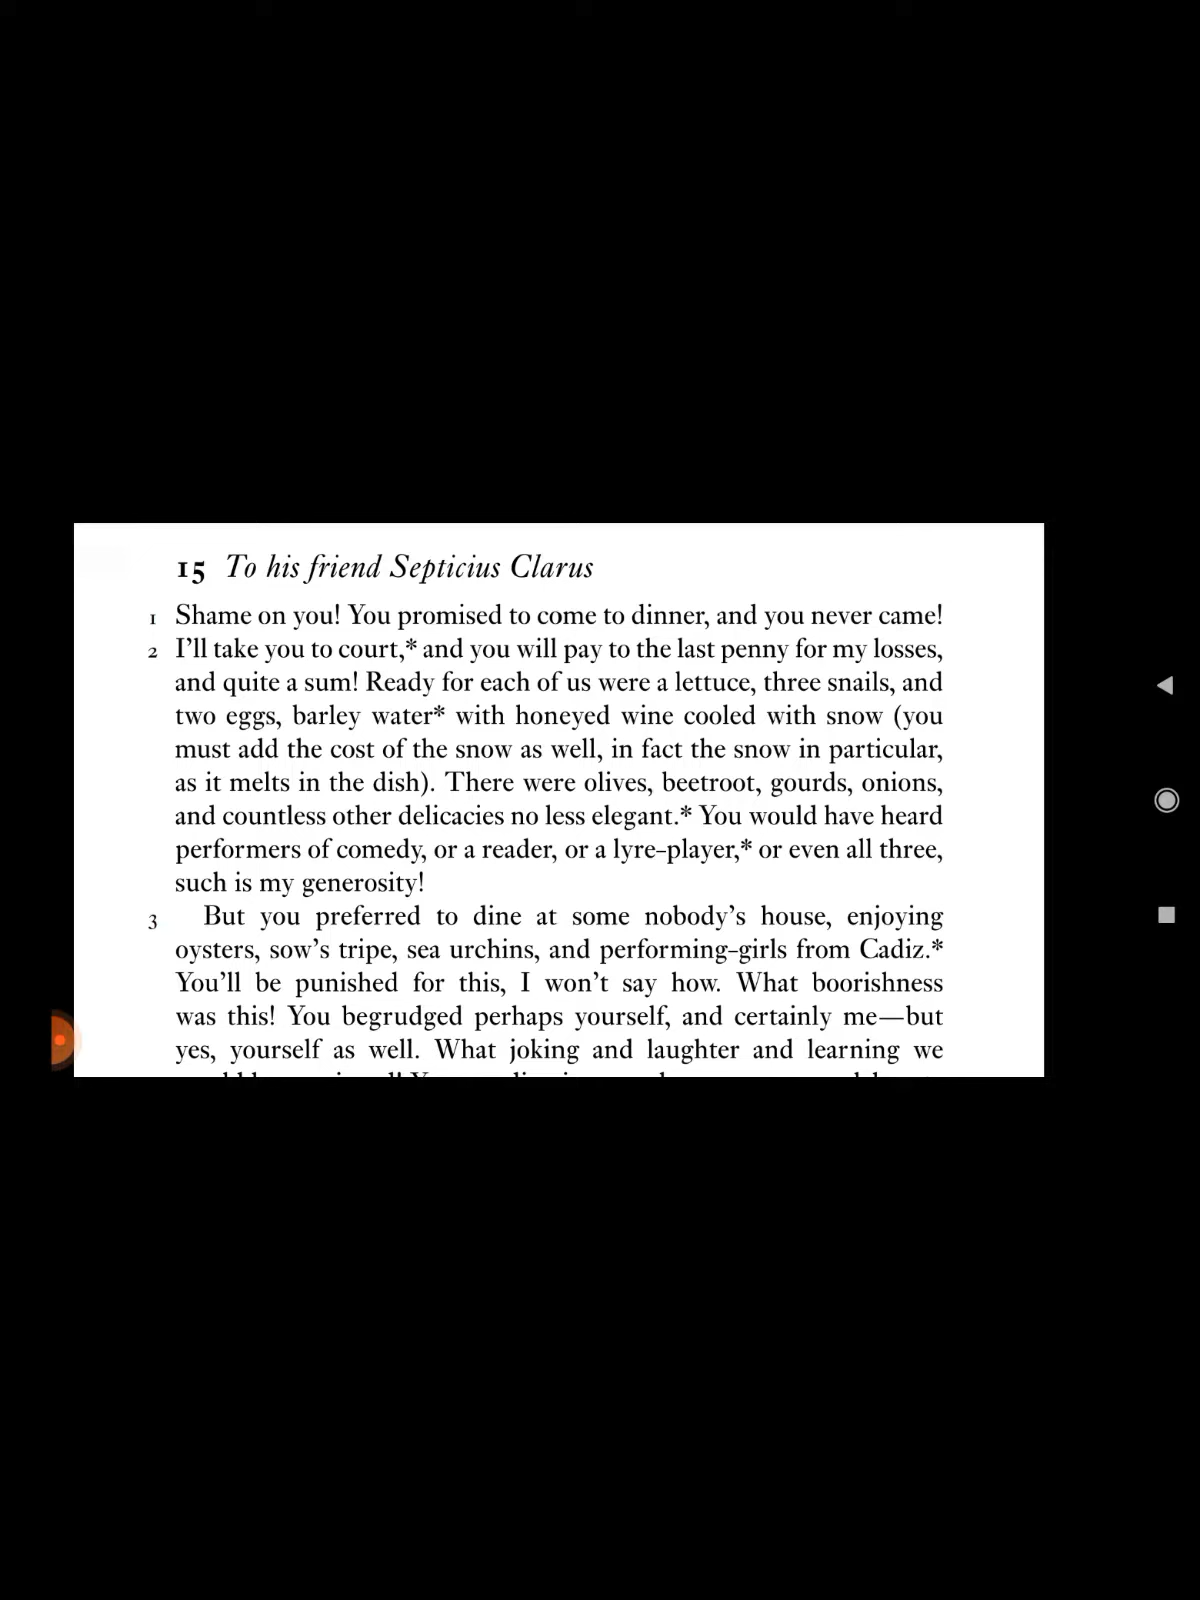 15 To his friend Septicius Clarus
1 Shame on you! You promised to come to dinner, and you never came!
2 I'll take you to court,* and you will pay to the last penny for my losses,
and quite a sum! Ready for each of us were a lettuce, three snails, and
two eggs, barley water* with honeyed wine cooled with snow (you
must add the cost of the snow as well, in fact the snow in particular,
as it melts in the dish). There were olives, beetroot, gourds, onions,
and countless other delicacies no less elegant.* You would have heard
performers of comedy, or a reader, or a lyre-player,* or even all three,
such is my generosity!
3 But you preferred to dine at some nobody's house, enjoying
oysters, sow's tripe, sea urchins, and performing-girls from Cadiz.*
You'll be punished for this, I won't say how. What boorishness
was this! You begrudged perhaps yourself, and certainly me—but
yes, yourself as well. What joking and laughter and learning we